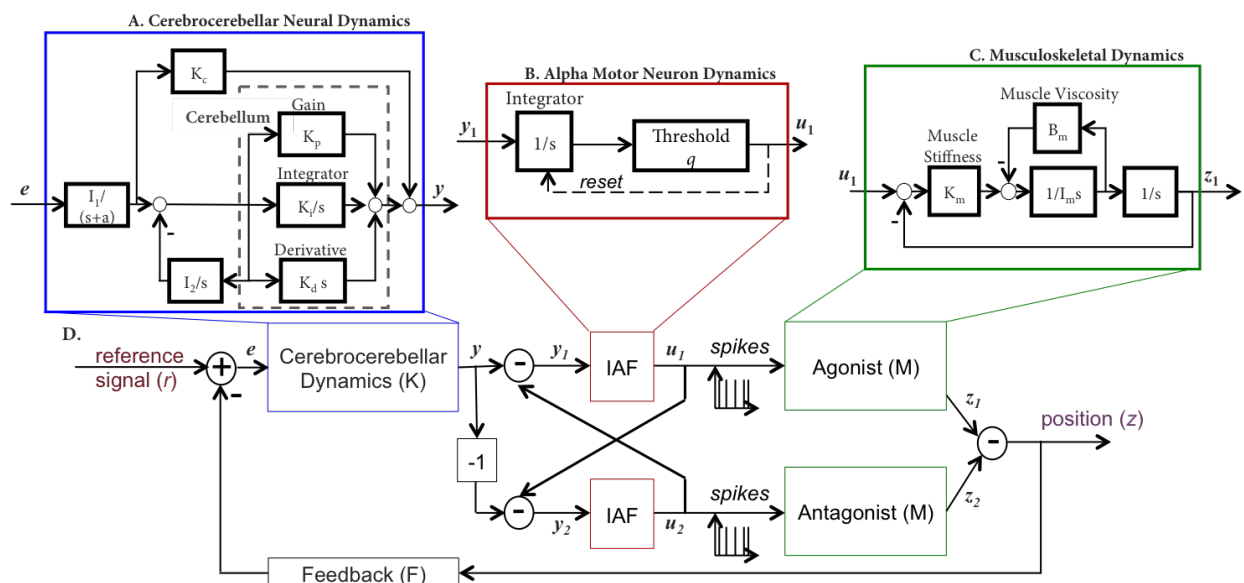 A. Cerebrocerebellar Neural Dynamics
K_c
Cerebellum
Gain
K_p
Integrator
K_i/s
Derivative
K_d s
e
I_1/
(s+a)
-
I_2/s
y
B. Alpha Motor Neuron Dynamics
Integrator
y_1
1/s
Threshold
q
u_1
reset
C. Musculoskeletal Dynamics
Muscle Viscosity
B_m
Muscle
Stiffness
u_1
K_m
-
1/I_ms
1/s
z_1
-
D.
reference
signal (r)
+
-
e
Cerebrocerebellar
Dynamics (K)
y
-
y_1
IAF
u_1
spikes
Agonist (M)
z_1
-
position (z)
-1
-
y_2
IAF
u_2
spikes
Antagonist (M)
z_2
Feedback (F)